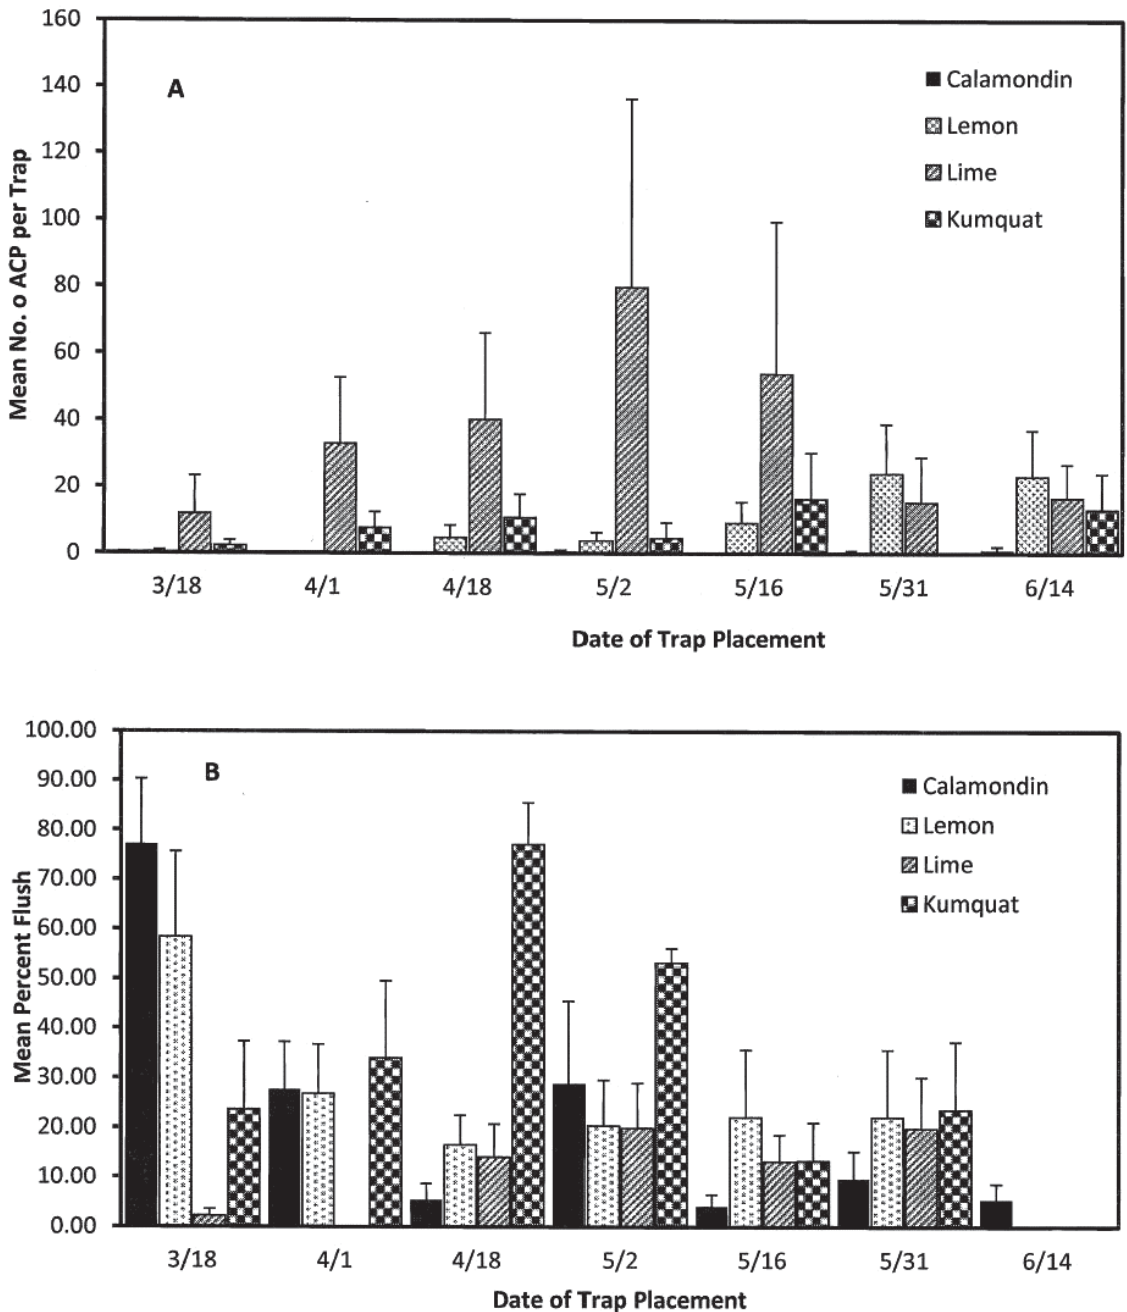 160
140
120
100
80
60
40
20
0
Mean No. o ACP per Trap
A
Calamondin
Lemon
Lime
Kumquat
3/18 4/1 4/18 5/2 5/16 5/31 6/14
Date of Trap Placement
100.00
90.00
80.00
70.00
60.00
50.00
40.00
30.00
20.00
10.00
0.00
Mean Percent Flush
B
Calamondin
Lemon
Lime
Kumquat
3/18 4/1 4/18 5/2 5/16 5/31 6/14
Date of Trap Placement